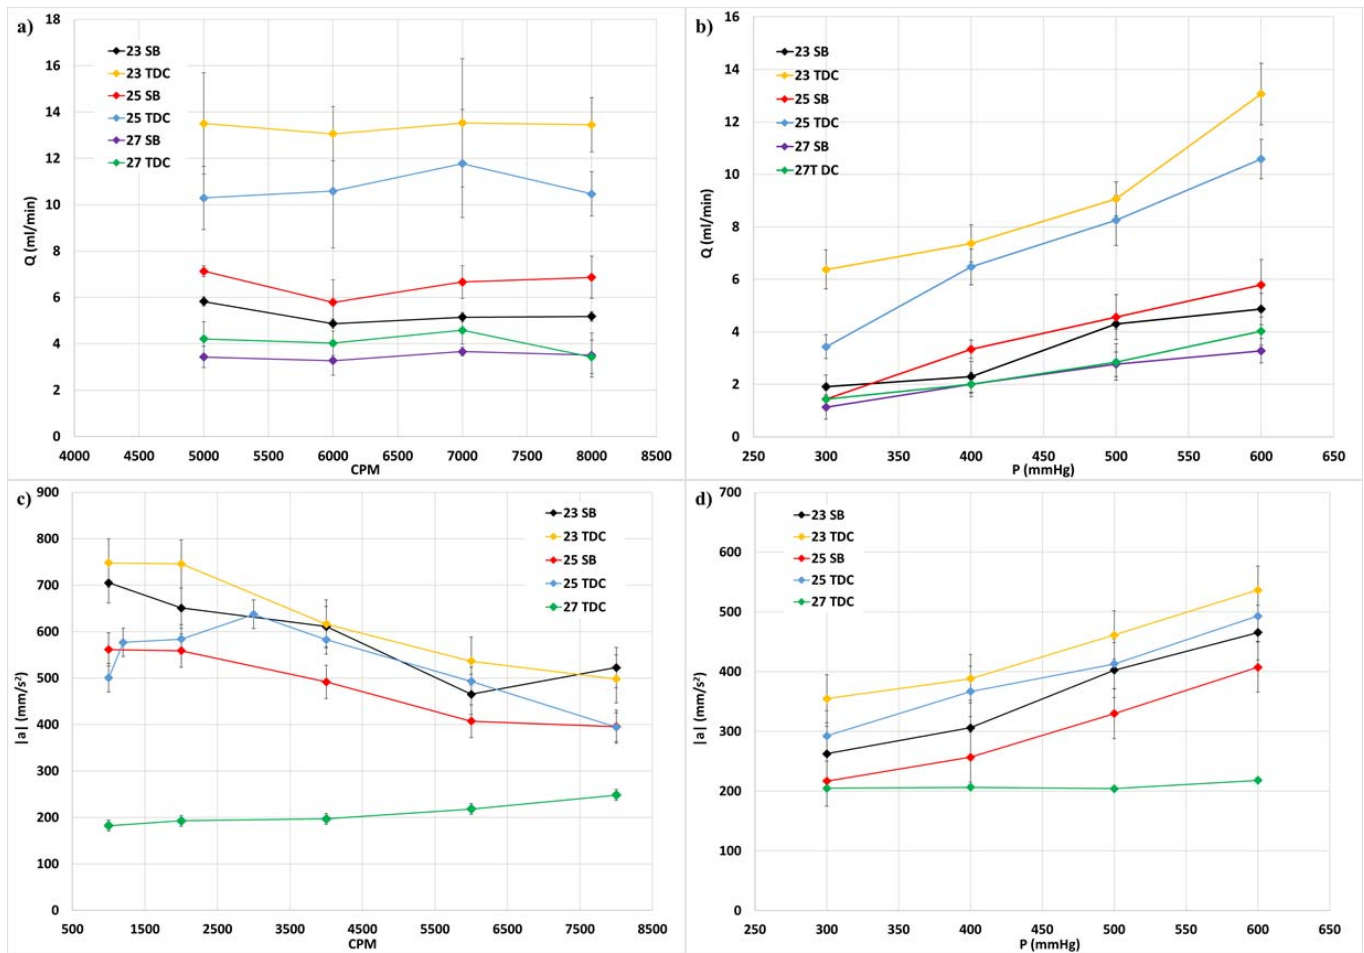 a)
23 SB
23 TDC
25 SB
25 TDC
27 SB
27 TDC
Q (ml/min)
18
16
14
12
10
8
6
4
2
0
4000 4500 5000 5500 6000 6500 7000 7500 8000 8500
CPM
b)
23 SB
23 TDC
25 SB
25 TDC
27 SB
27T DC
Q (ml/min)
16
14
12
10
8
6
4
2
0
250 300 350 400 450 500 550 600 650
P (mmHg)
c)
23 SB
23 TDC
25 SB
25 TDC
27 TDC
|a| (mm/s²)
900
800
700
600
500
400
300
200
100
0
500 1500 2500 3500 4500 5500 6500 7500 8500
CPM
d)
23 SB
23 TDC
25 SB
25 TDC
27 TDC
|a| (mm/s²)
700
600
500
400
300
200
100
0
250 300 350 400 450 500 550 600 650
P (mmHg)